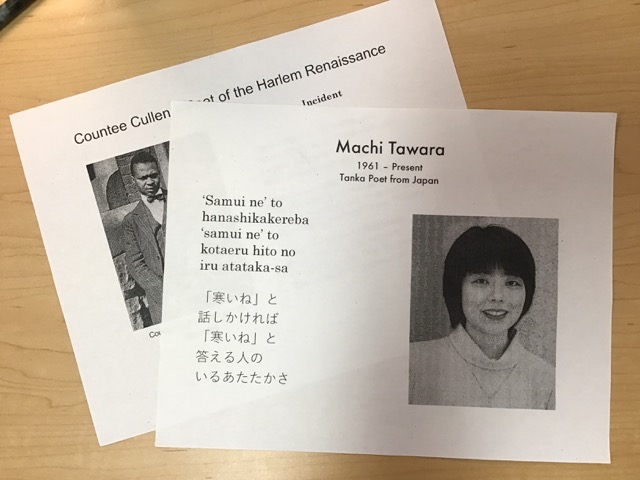 Countee Cullen of the Harlem Renaissance
Incident
Machi Tawara
1961 – Present
Tanka Poet from Japan
‘Samui ne’ to
hanashikakereba
‘samui ne’ to
kotaeru hito no
iru atataka-sa
「寒いね」と
話しかければ
「寒いね」と
答える人の
いるあたたかさ